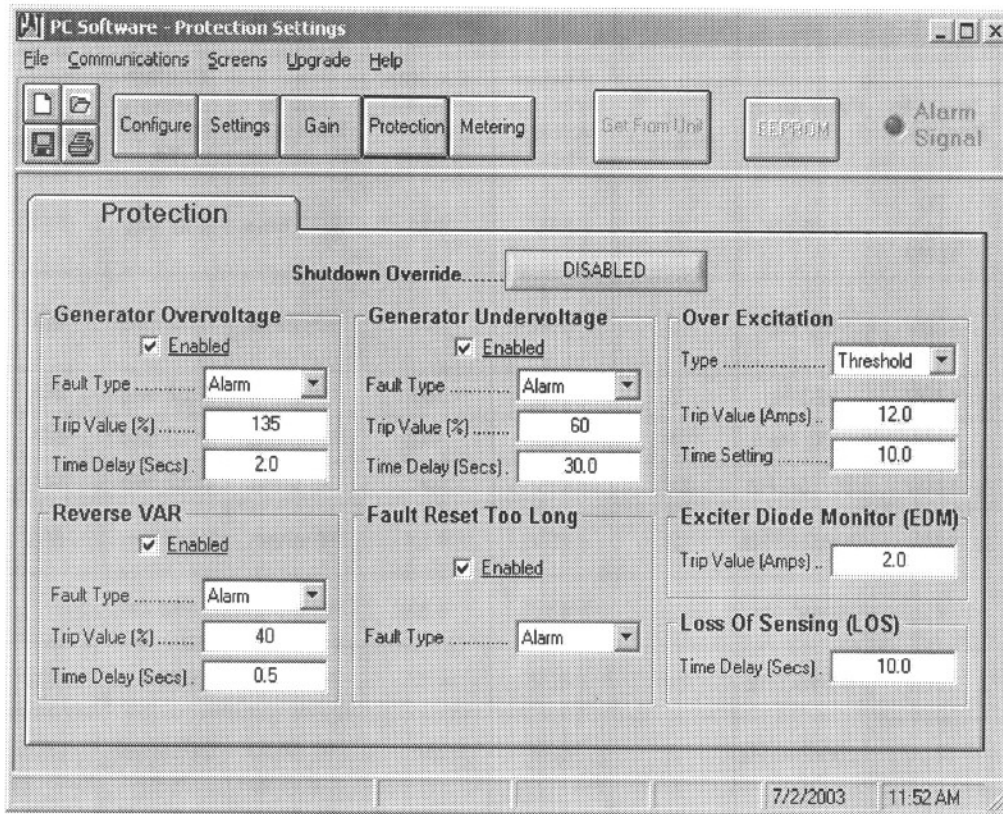 PC Software - Protection Settings
File Communications Screens Upgrade Help
Configure Settings Gain Protection Metering Get From Unit EEPROM Alarm Signal
Protection
Shutdown Override....... DISABLED
Generator Overvoltage
Enabled
Fault Type ............ Alarm
Trip Value (%) ........ 135
Time Delay (Secs) . 2.0
Generator Undervoltage
Enabled
Fault Type ............ Alarm
Trip Value (%) ........ 60
Time Delay (Secs) . 30.0
Over Excitation
Type ..................... Threshold
Trip Value (Amps) .. 12.0
Time Setting .......... 10.0
Reverse VAR
Enabled
Fault Type ............ Alarm
Trip Value (%) ........ 40
Time Delay (Secs) . 0.5
Fault Reset Too Long
Enabled
Fault Type ............ Alarm
Exciter Diode Monitor (EDM)
Trip Value (Amps) .. 2.0
Loss Of Sensing (LOS)
Time Delay (Secs) . 10.0
7/2/2003 11:52 AM